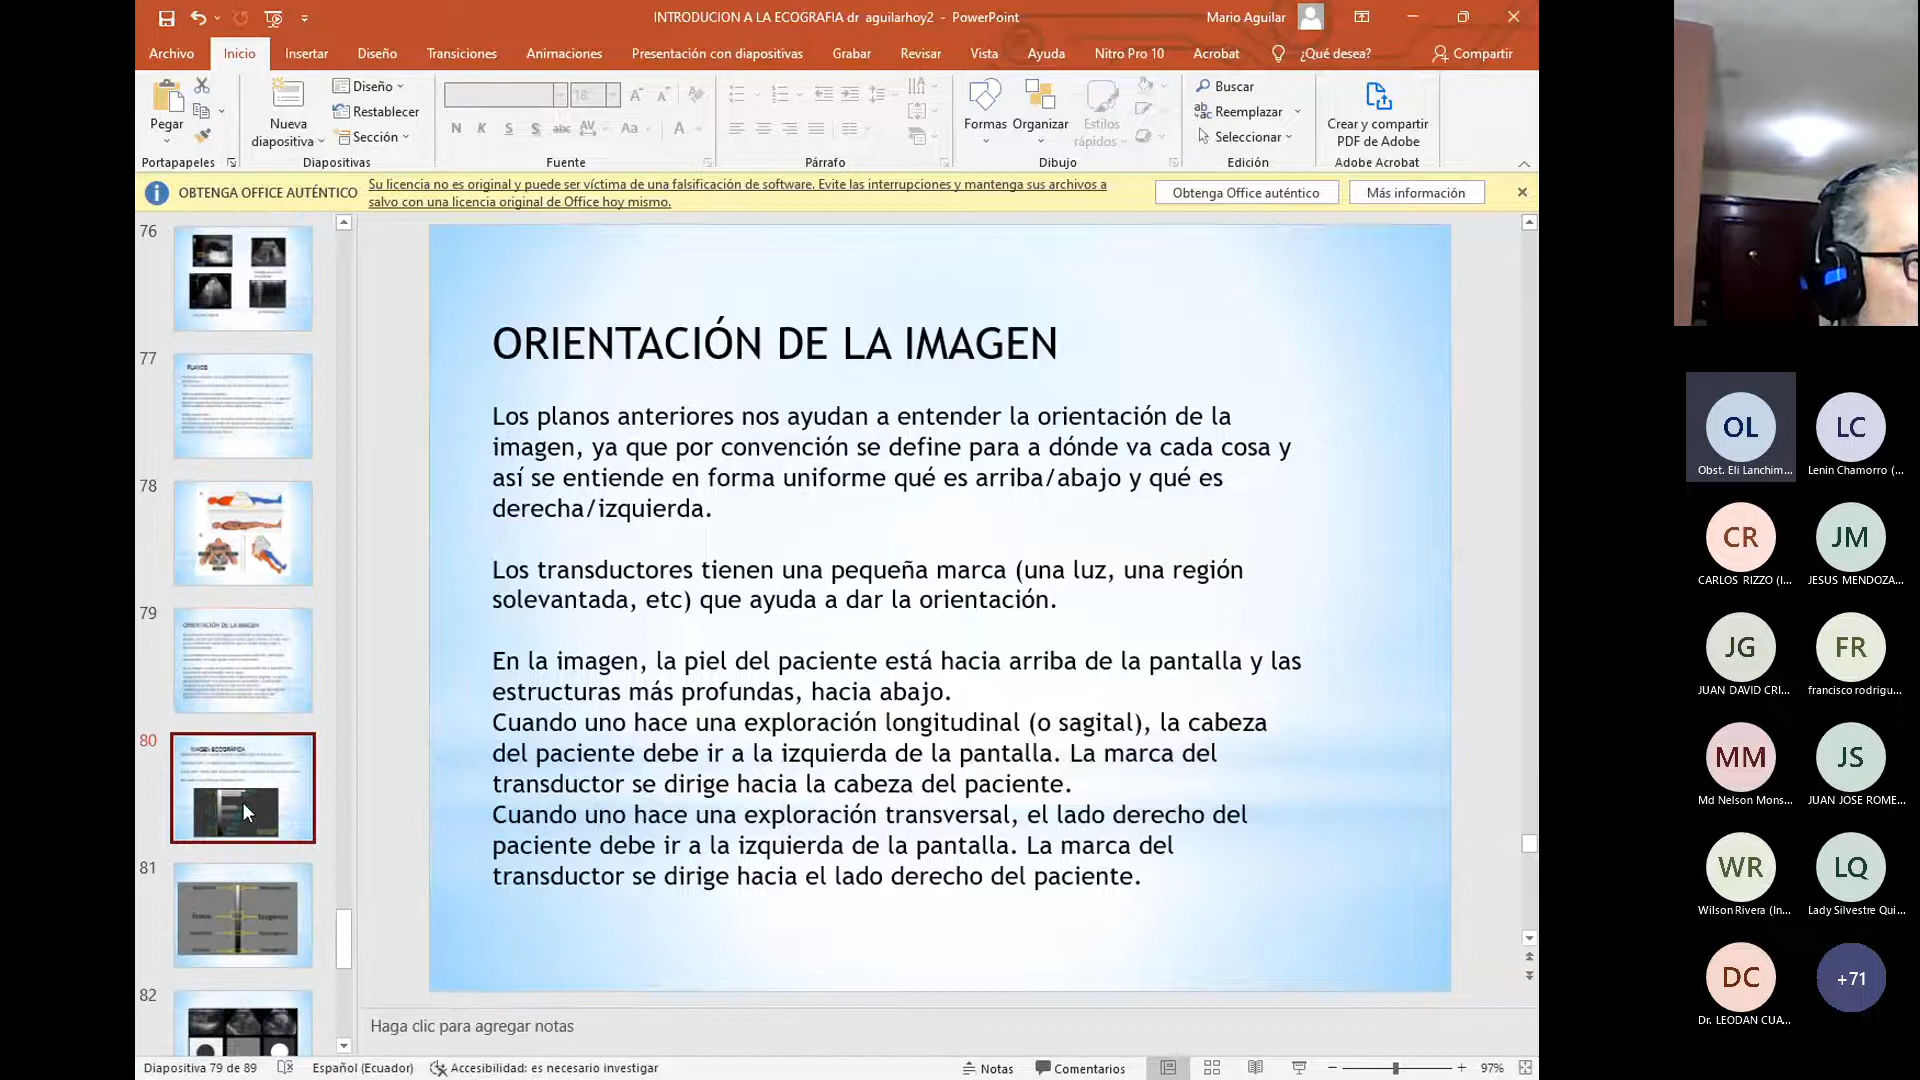 INTRODUCION A LA ECOGRAFIA dr aguilarhoy2 - PowerPoint
Mario Aguilar
Archivo
Inicio
Insertar
Diseño
Transiciones
Animaciones
Presentación con diapositivas
Grabar
Revisar
Vista
Ayuda
Nitro Pro 10
Acrobat
¿Qué desea?
Compartir
Pegar
Portapapeles
Nueva
diapositiva
Diseño
Restablecer
Sección
Diapositivas
18
N K S S abc AV Aa A
Fuente
Párrafo
Formas
Organizar
Estilos
rápidos
Dibujo
Buscar
Reemplazar
Seleccionar
Edición
Crear y compartir
PDF de Adobe
Adobe Acrobat
OBTENGA OFFICE AUTÉNTICO
Su licencia no es original y puede ser víctima de una falsificación de software. Evite las interrupciones y mantenga sus archivos a
salvo con una licencia original de Office hoy mismo.
Obtenga Office auténtico
Más información
76
77
PLANOS
78
79
ORIENTACIÓN DE LA IMAGEN
80
IMAGEN ECOGRÁFICA
81
82
ORIENTACIÓN DE LA IMAGEN
Los planos anteriores nos ayudan a entender la orientación de la
imagen, ya que por convención se define para a dónde va cada cosa y
así se entiende en forma uniforme qué es arriba/abajo y qué es
derecha/izquierda.
Los transductores tienen una pequeña marca (una luz, una región
solevantada, etc) que ayuda a dar la orientación.
En la imagen, la piel del paciente está hacia arriba de la pantalla y las
estructuras más profundas, hacia abajo.
Cuando uno hace una exploración longitudinal (o sagital), la cabeza
del paciente debe ir a la izquierda de la pantalla. La marca del
transductor se dirige hacia la cabeza del paciente.
Cuando uno hace una exploración transversal, el lado derecho del
paciente debe ir a la izquierda de la pantalla. La marca del
transductor se dirige hacia el lado derecho del paciente.
Haga clic para agregar notas
Diapositiva 79 de 89
Español (Ecuador)
Accesibilidad: es necesario investigar
Notas
Comentarios
97%
OL
Obst. Eli Lanchim...
LC
Lenin Chamorro (...
CR
CARLOS RIZZO (I...
JM
JESUS MENDOZA...
JG
JUAN DAVID CRI...
FR
francisco rodrigu...
MM
Md Nelson Mons...
JS
JUAN JOSE ROME...
WR
Wilson Rivera (In...
LQ
Lady Silvestre Qui...
DC
Dr. LEODAN CUA...
+71